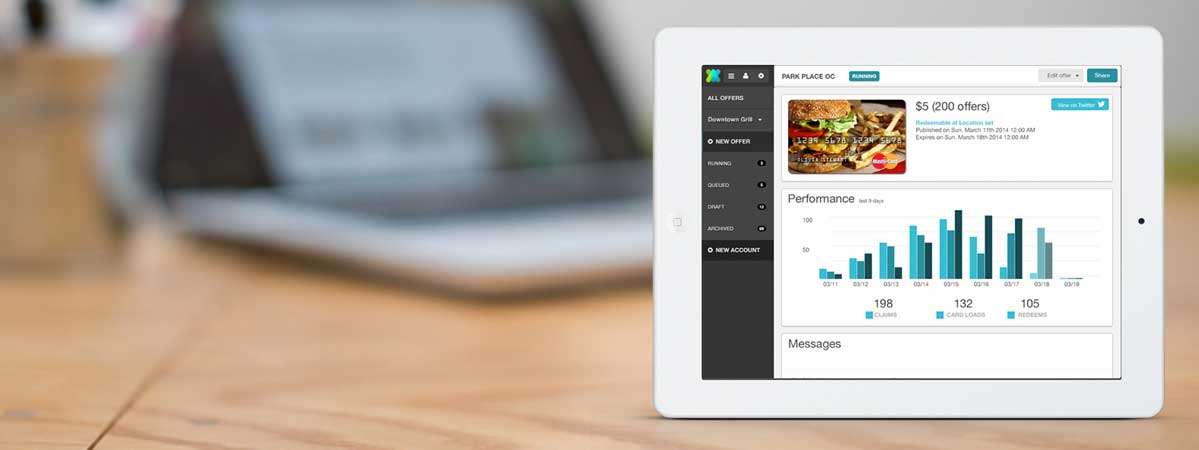 PARK PLACE OC
RUNNING
Edit offer
Share
ALL OFFERS
Downtown Grill
NEW OFFER
RUNNING
QUEUED
DRAFT
ARCHIVED
NEW ACCOUNT
1234 5678 1234 5678
OLIVER STEWART
MasterCard
$5 (200 offers)
View on Twitter
Redeemable at Location set
Published on Sun. March 11th 2014 12:00 AM
Expires on Sun. March 18th 2014 12:00 AM
Performance last 9 days
100
50
03/11 03/12 03/13 03/14 03/15 03/16 03/17 03/18 03/19
198 132 105
CLAIMS CARD LOADS REDEEMS
Messages